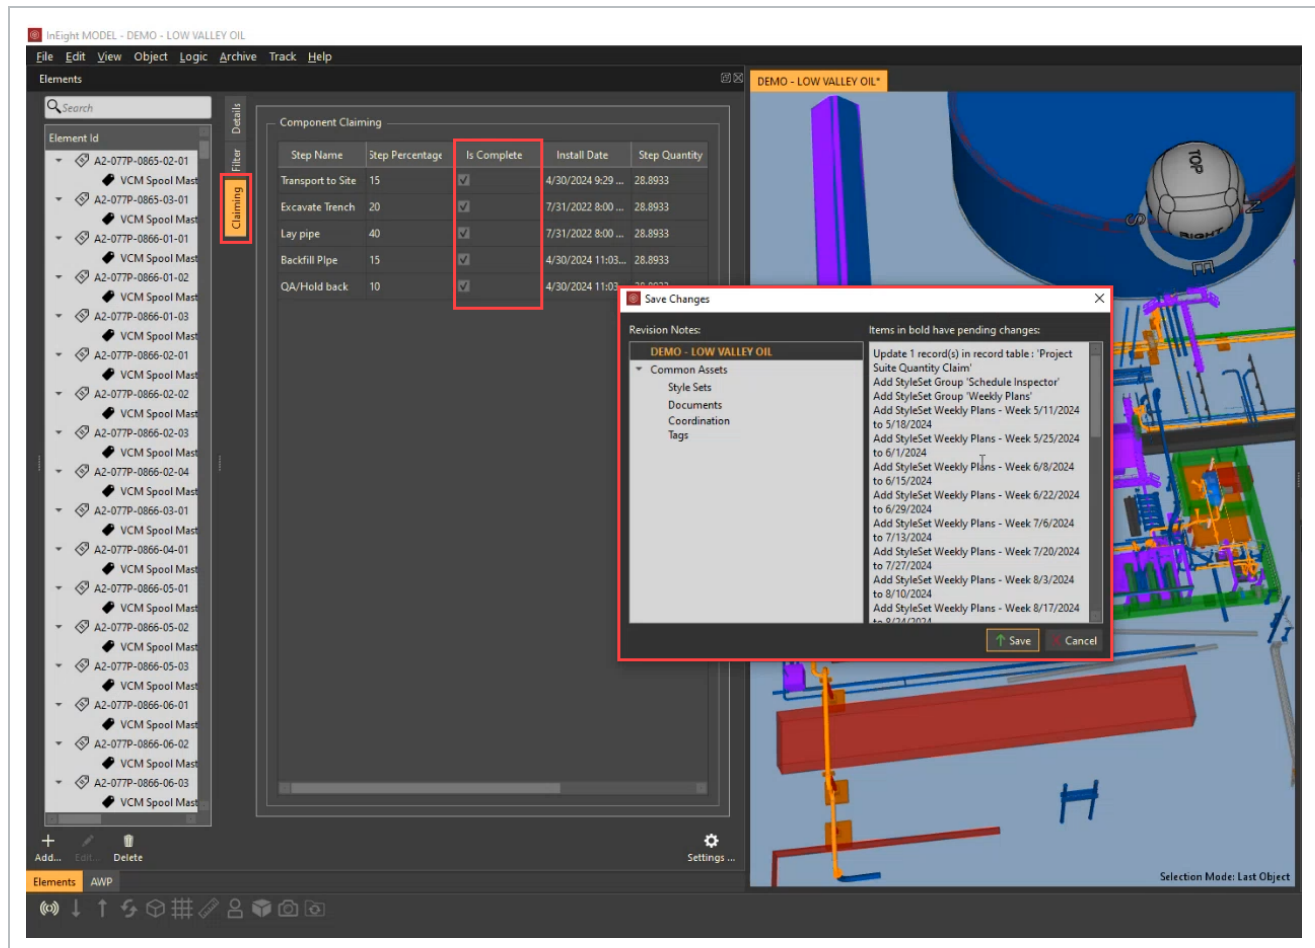 InEight MODEL - DEMO - LOW VALLEY OIL
File Edit View Object Logic Archive Track Help
Elements
Search
Element Id
A2-077P-0865-02-01
VCM Spool Mast
A2-077P-0865-03-01
VCM Spool Mast
A2-077P-0866-01-01
VCM Spool Mast
A2-077P-0866-01-02
VCM Spool Mast
A2-077P-0866-01-03
VCM Spool Mast
A2-077P-0866-02-01
VCM Spool Mast
A2-077P-0866-02-02
VCM Spool Mast
A2-077P-0866-02-03
VCM Spool Mast
A2-077P-0866-02-04
VCM Spool Mast
A2-077P-0866-03-01
VCM Spool Mast
A2-077P-0866-04-01
VCM Spool Mast
A2-077P-0866-05-01
VCM Spool Mast
A2-077P-0866-05-02
VCM Spool Mast
A2-077P-0866-05-03
VCM Spool Mast
A2-077P-0866-06-01
VCM Spool Mast
A2-077P-0866-06-02
VCM Spool Mast
A2-077P-0866-06-03
VCM Spool Mast
Add... Edit... Delete
Elements AWP
Details
Filter
Claiming
Component Claiming
Step Name Step Percentage Is Complete Install Date Step Quantity
Transport to Site 15 4/30/2024 9:29 ... 28.8933
Excavate Trench 20 7/31/2022 8:00 ... 28.8933
Lay pipe 40 7/31/2022 8:00 ... 28.8933
Backfill PIpe 15 4/30/2024 11:03... 28.8933
QA/Hold back 10 4/30/2024 11:03... 28.8933
Settings ...
Save Changes
Revision Notes:
DEMO - LOW VALLEY OIL
Common Assets
Style Sets
Documents
Coordination
Tags
Items in bold have pending changes:
Update 1 record(s) in record table : 'Project
Suite Quantity Claim'
Add StyleSet Group 'Schedule Inspector'
Add StyleSet Group 'Weekly Plans'
Add StyleSet Weekly Plans - Week 5/11/2024
to 5/18/2024
Add StyleSet Weekly Plans - Week 5/25/2024
to 6/1/2024
Add StyleSet Weekly Plans - Week 6/8/2024
to 6/15/2024
Add StyleSet Weekly Plans - Week 6/22/2024
to 6/29/2024
Add StyleSet Weekly Plans - Week 7/6/2024
to 7/13/2024
Add StyleSet Weekly Plans - Week 7/20/2024
to 7/27/2024
Add StyleSet Weekly Plans - Week 8/3/2024
to 8/10/2024
Add StyleSet Weekly Plans - Week 8/17/2024
to 8/24/2024
Save Cancel
DEMO - LOW VALLEY OIL*
TOP
RIGHT
S
N
E
Selection Mode: Last Object